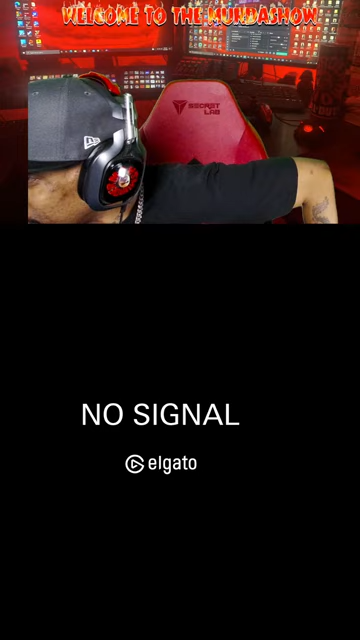 WELCOME TO THE MUNDASHOW
SECRET
LAB
NO SIGNAL
elgato